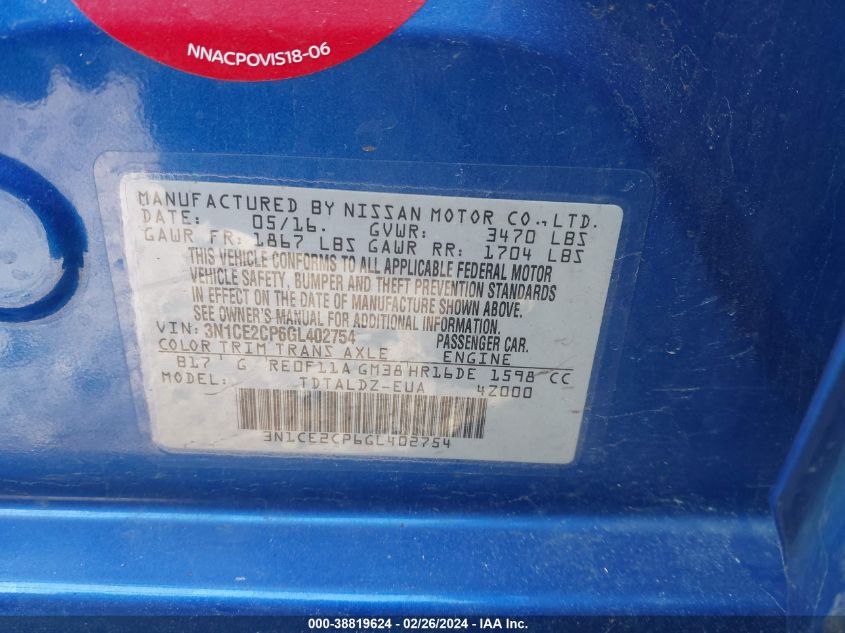 NNACPOVIS18-06
MANUFACTURED BY NISSAN MOTOR CO., LTD.
DATE: 05/16. GVWR: 3470 LBS
GAWR FR: 1867 LBS GAWR RR: 1704 LBS
THIS VEHICLE CONFORMS TO ALL APPLICABLE FEDERAL MOTOR
VEHICLE SAFETY, BUMPER AND THEFT PREVENTION STANDARDS
IN EFFECT ON THE DATE OF MANUFACTURE SHOWN ABOVE.
SEE OWNER'S MANUAL FOR ADDITIONAL INFORMATION.
VIN: 3N1CE2CP6GL402754 PASSENGER CAR.
COLOR TRIM TRANS AXLE ENGINE
B17 G RE0F11A GM38 HR16DE 1598 CC
MODEL: TDTALDZ-EUA 4Z000
3N1CE2CP6GL402754
000-38819624 - 02/26/2024 - IAA Inc.